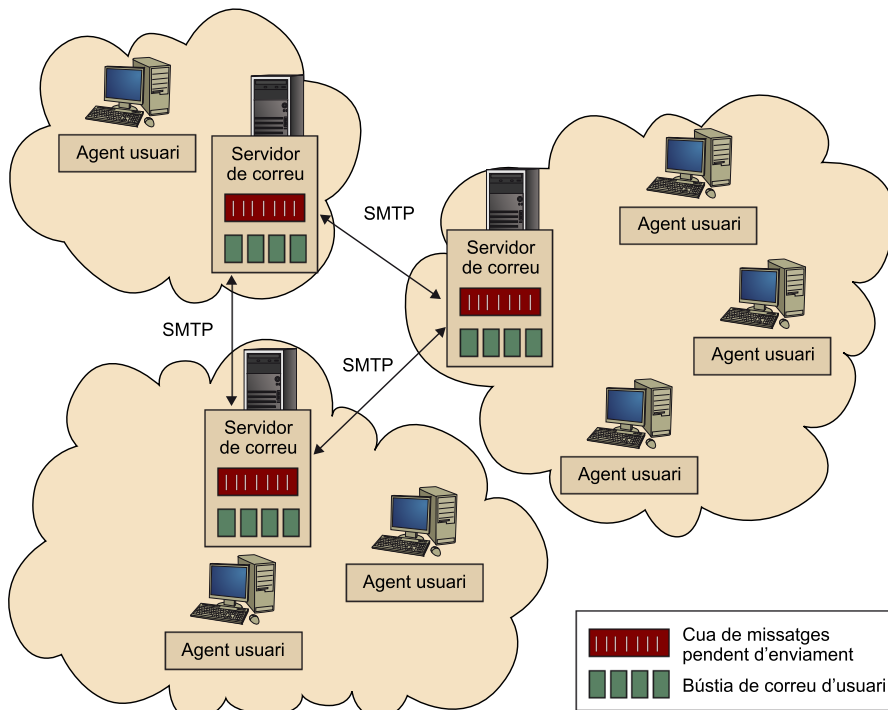 Agent usuari
Servidor
de correu
SMTP
Agent usuari
Servidor
de correu
Agent usuari
SMTP
SMTP
Servidor
de correu
Agent usuari
Agent usuari
Agent usuari
Cua de missatges
pendent d’enviament
Bústia de correu d’usuari